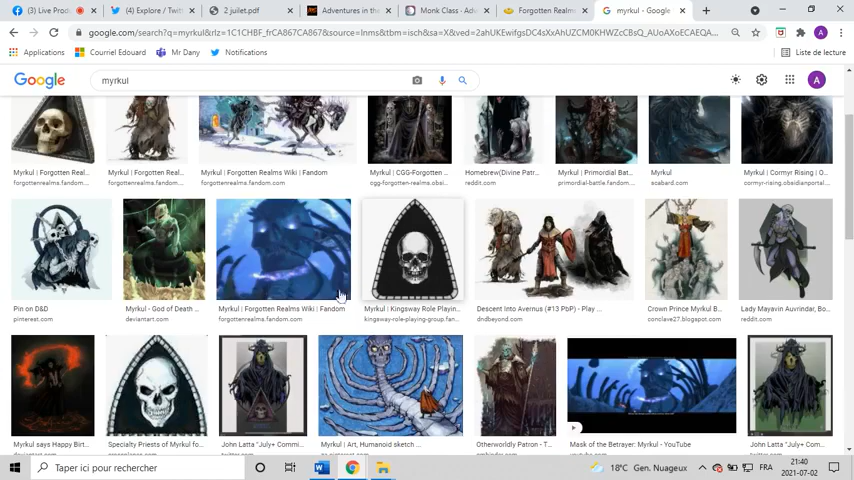 (3) Live Produ
(4) Explore / Twitt
2 juilet.pdf
Adventures in the
Monk Class - Adv
Forgotten Realms
myrkul - Google
google.com/search?q=myrkul&rlz=1C1CHBF_frCA867CA867&source=lnms&tbm=isch&sa=X&ved=2ahUKEwifgsDC4sXxAhUZCM0KHWZcCBsQ_AUoAXoECAEQA...
Applications
Courriel Edouard
Mr Dany
Notifications
Liste de lecture
Google
myrkul
Myrkul | Forgotten Real...
forgottenrealms.fandom....
Myrkul | Forgotten Real...
forgottenrealms.fandom...
Myrkul | Forgotten Realms Wiki | Fandom
forgottenrealms.fandom.com
Myrkul | CGG-Forgotten ...
cgg-forgotten-realms.obsi...
Homebrew(Divine Patr...
reddit.com
Myrkul | Primordial Bat...
primordial-battle.fandom....
Myrkul
scabard.com
Myrkul | Cormyr Rising | O...
cormyr-rising.obsidianportal...
Pin on D&D
pinterest.com
Myrkul - God of Death ...
deviantart.com
Myrkul | Forgotten Realms Wiki | Fandom
forgottenrealms.fandom.com
Myrkul | Kingsway Role Playin...
kingsway-role-playing-group.fan...
Descent Into Avernus (#13 PbP) - Play ...
dndbeyond.com
Crown Prince Myrkul B...
conclave27.blogspot.com
Lady Mayavin Auvrindar, Bo...
reddit.com
Myrkul says Happy Birt...
Specialty Priests of Myrkul fo...
John Latta "July+ Commi...
Myrkul | Art, Humanoid sketch ...
Otherworldly Patron - T...
Mask of the Betrayer: Myrkul - YouTube
John Latta "July+ Commi...
Taper ici pour rechercher
18°C Gen. Nuageux
FRA
21:40
2021-07-02